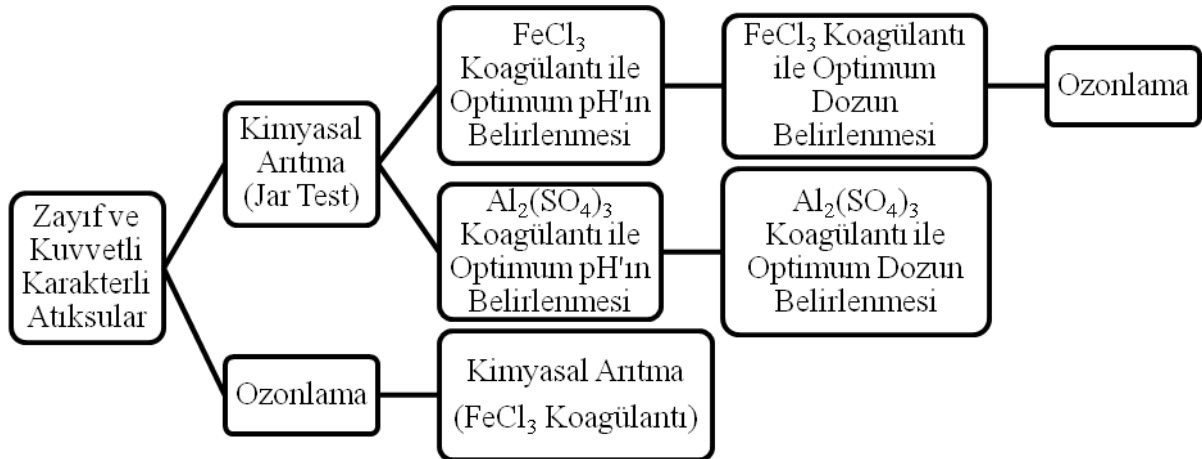 Zayıf ve
Kuvvetli
Karakterli
Atıksular
Kimyasal
Arıtma
(Jar Test)
FeCl₃
Koagülantı ile
Optimum pH'ın
Belirlenmesi
FeCl₃ Koagülantı
ile Optimum
Dozun
Belirlenmesi
Ozonlama
Al₂(SO₄)₃
Koagülantı ile
Optimum pH'ın
Belirlenmesi
Al₂(SO₄)₃
Koagülantı ile
Optimum Dozun
Belirlenmesi
Ozonlama
Kimyasal Arıtma
(FeCl₃ Koagülantı)